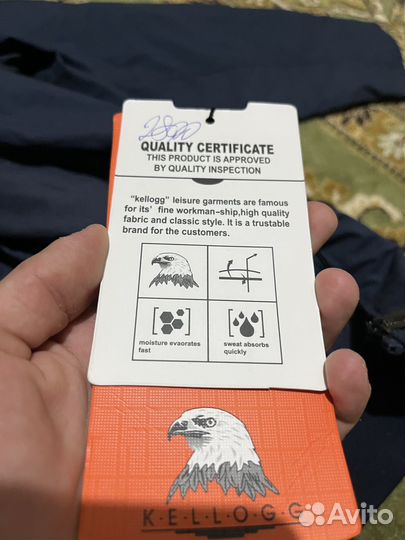 2800
QUALITY CERTIFICATE
THIS PRODUCT IS APPROVED
BY QUALITY INSPECTION
"kellogg" leisure garments are famous
for its' fine workman-ship,high quality
fabric and classic style. It is a trustable
brand for the customers.
moisture evaorates
fast
sweat absorbs
quickly
K·E·L·L·O·G·G
Avito